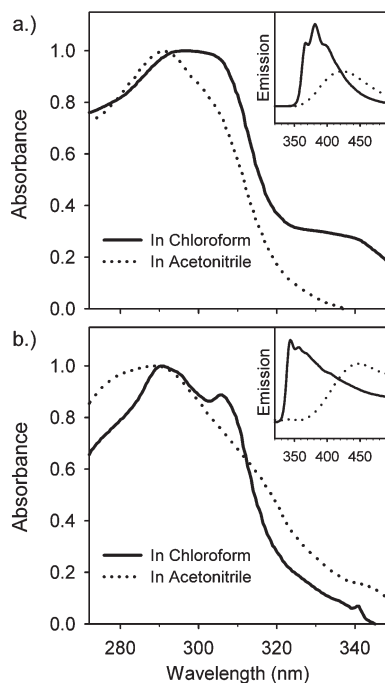 a.)
Absorbance
1.0
0.8
0.6
0.4
0.2
0.0
In Chloroform
In Acetonitrile
Emission
350 400 450
b.)
Absorbance
1.0
0.8
0.6
0.4
0.2
0.0
In Chloroform
In Acetonitrile
Emission
350 400 450
280 300 320 340
Wavelength (nm)